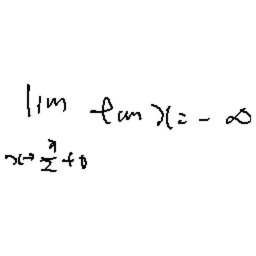 lim tan x = - ∞
x→π/2+0